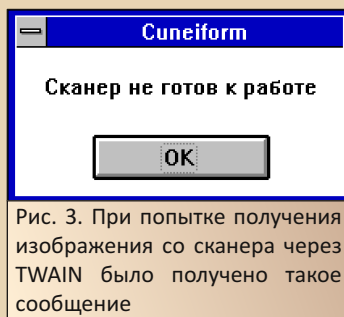 Cuneiform
Сканер не готов к работе
OK
Рис. 3. При попытке получения
изображения со сканера через
TWAIN было получено такое
сообщение